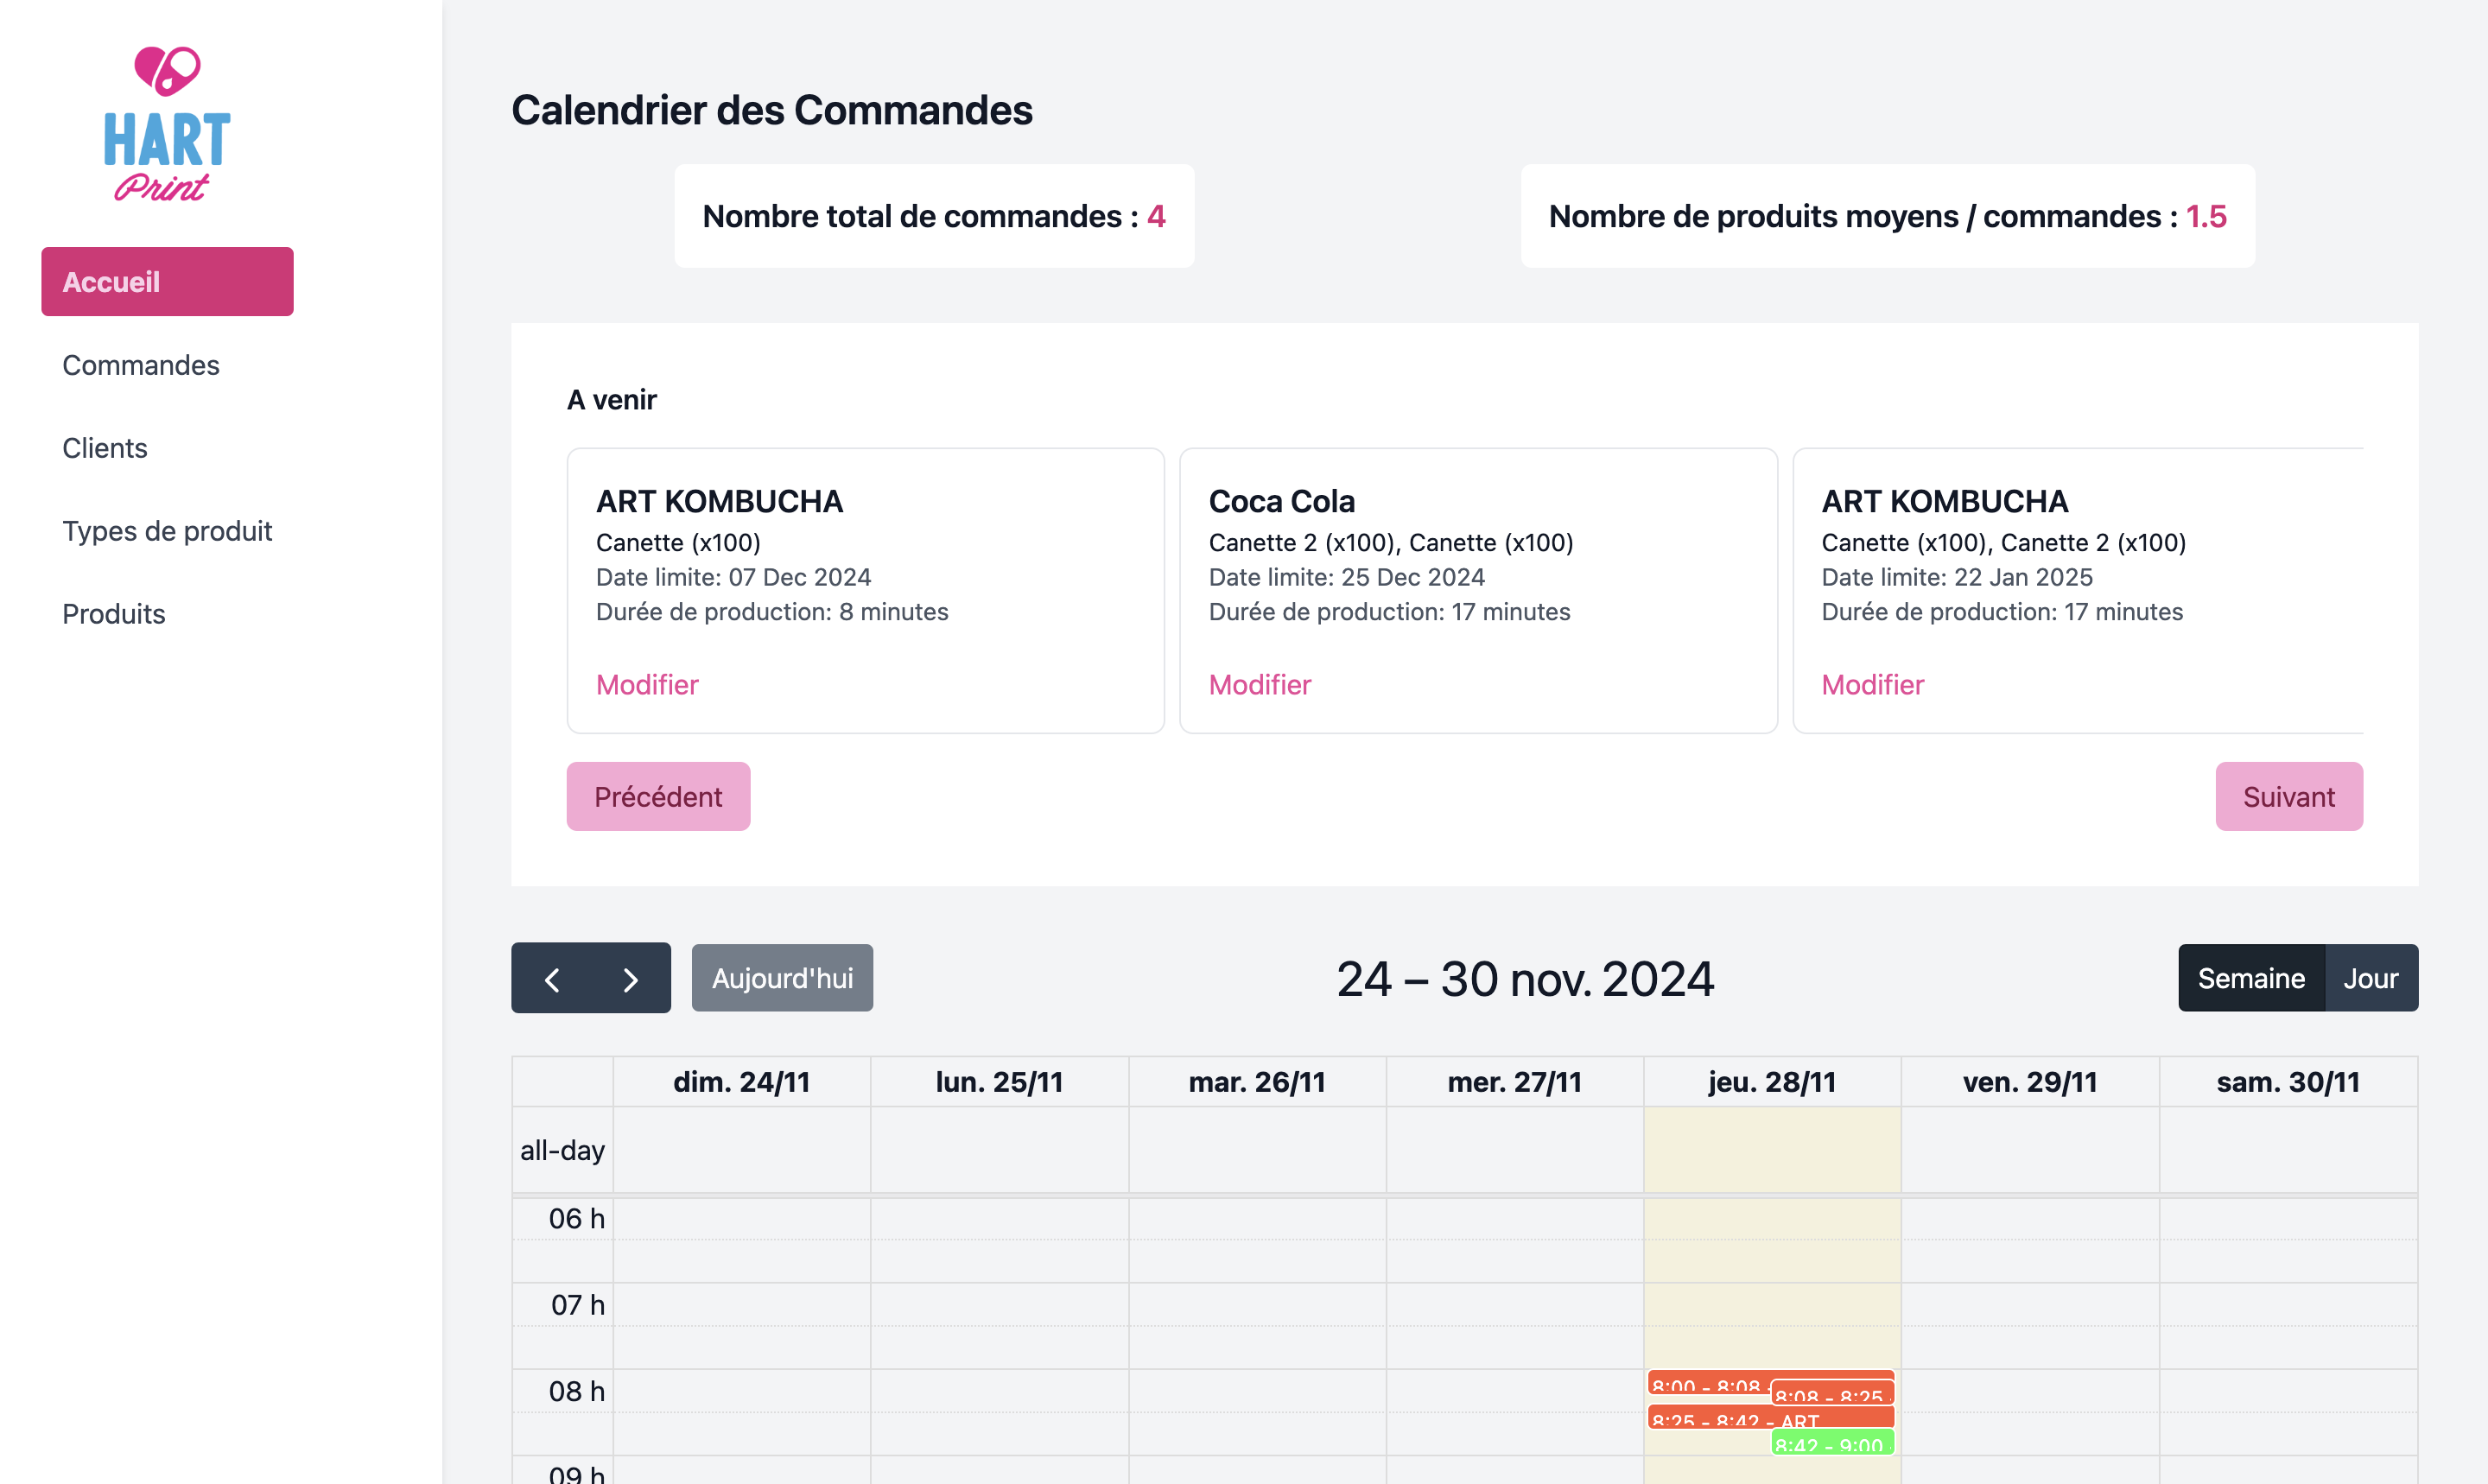 HART
Print
Accueil
Commandes
Clients
Types de produit
Produits
Calendrier des Commandes
Nombre total de commandes : 4
Nombre de produits moyens / commandes : 1.5
A venir
ART KOMBUCHA
Canette (x100)
Date limite: 07 Dec 2024
Durée de production: 8 minutes
Modifier
Coca Cola
Canette 2 (x100), Canette (x100)
Date limite: 25 Dec 2024
Durée de production: 17 minutes
Modifier
ART KOMBUCHA
Canette (x100), Canette 2 (x100)
Date limite: 22 Jan 2025
Durée de production: 17 minutes
Modifier
Précédent
Suivant
Aujourd'hui
24 – 30 nov. 2024
Semaine
Jour
dim. 24/11
lun. 25/11
mar. 26/11
mer. 27/11
jeu. 28/11
ven. 29/11
sam. 30/11
all-day
06 h
07 h
08 h
8:00 - 8:08
8:08 - 8:25
8:25 - 8:42 - ART
8:42 - 9:00
09 h